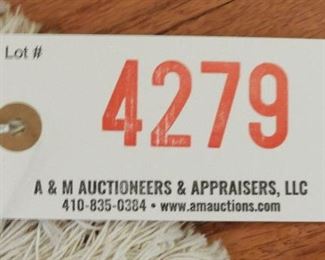 Lot #
4279
A & M AUCTIONEERS & APPRAISERS, LLC
410-835-0384 • www.amauctions.com